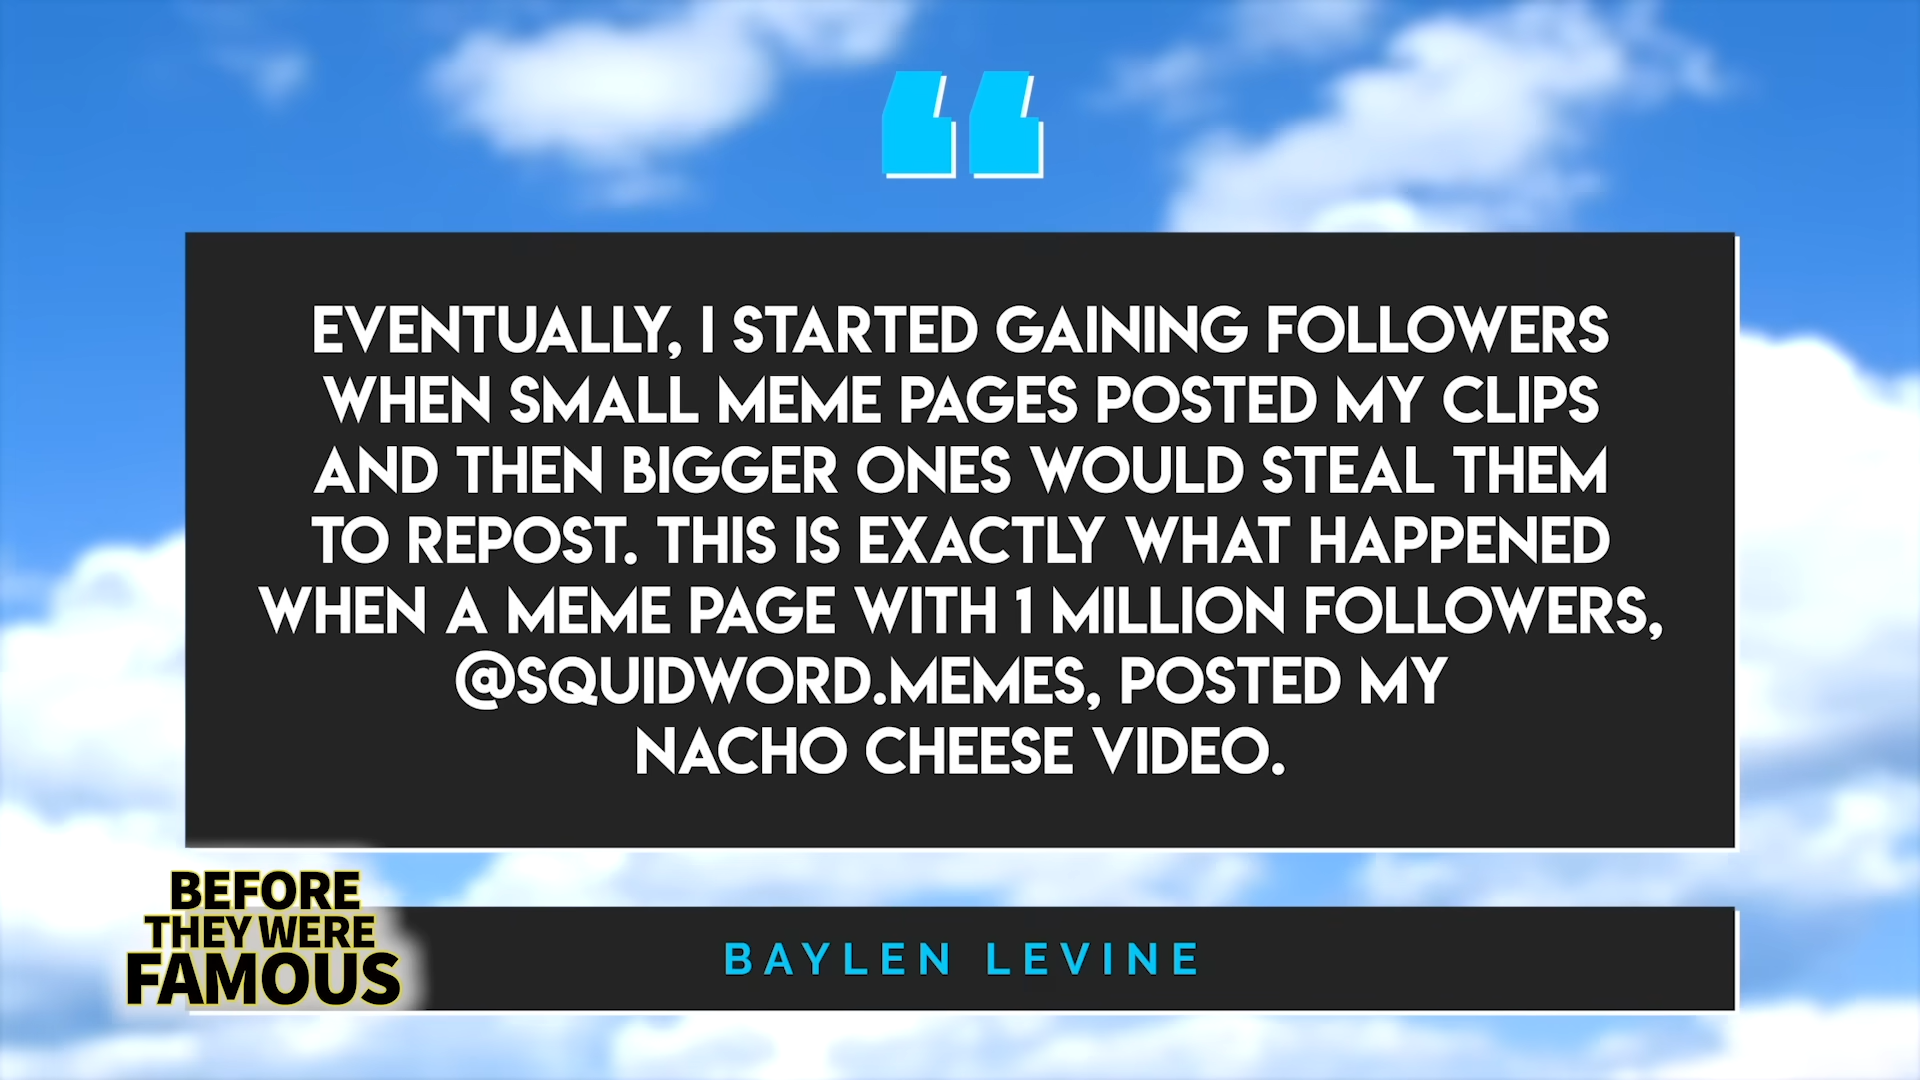 EVENTUALLY, I STARTED GAINING FOLLOWERS
WHEN SMALL MEME PAGES POSTED MY CLIPS
AND THEN BIGGER ONES WOULD STEAL THEM
TO REPOST. THIS IS EXACTLY WHAT HAPPENED
WHEN A MEME PAGE WITH 1 MILLION FOLLOWERS,
@SQUIDWORD.MEMES, POSTED MY
NACHO CHEESE VIDEO.
BEFORE
THEY WERE
FAMOUS
BAYLEN LEVINE